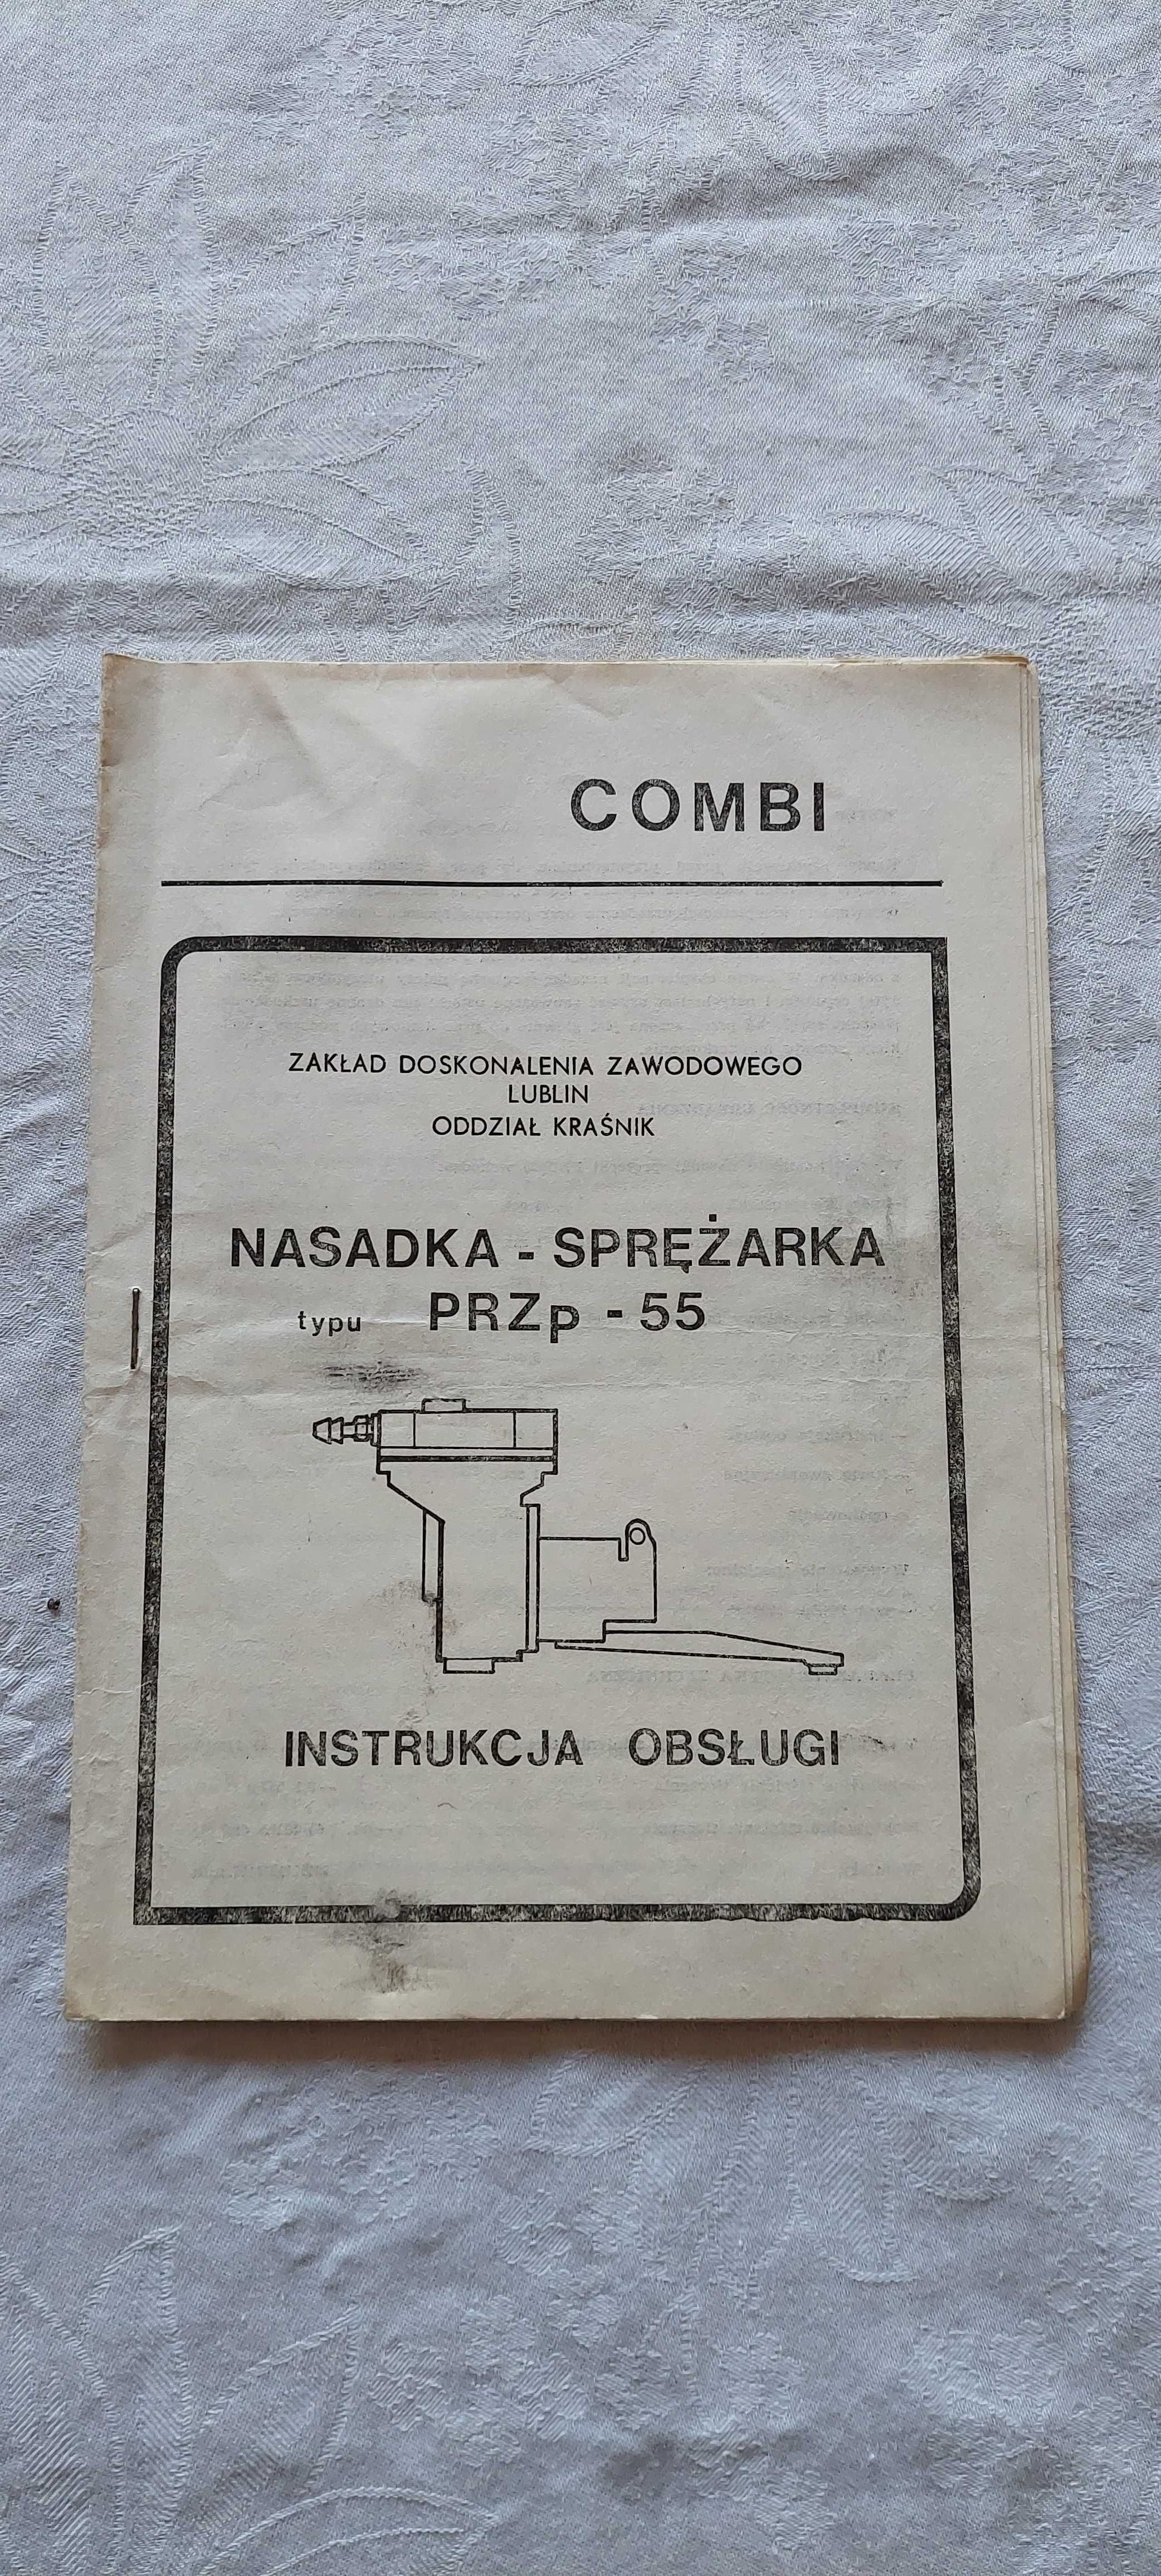 COMBI
ZAKŁAD DOSKONALENIA ZAWODOWEGO
LUBLIN
ODDZIAŁ KRAŚNIK
NASADKA - SPRĘŻARKA
typu PRZp - 55
INSTRUKCJA OBSŁUGI